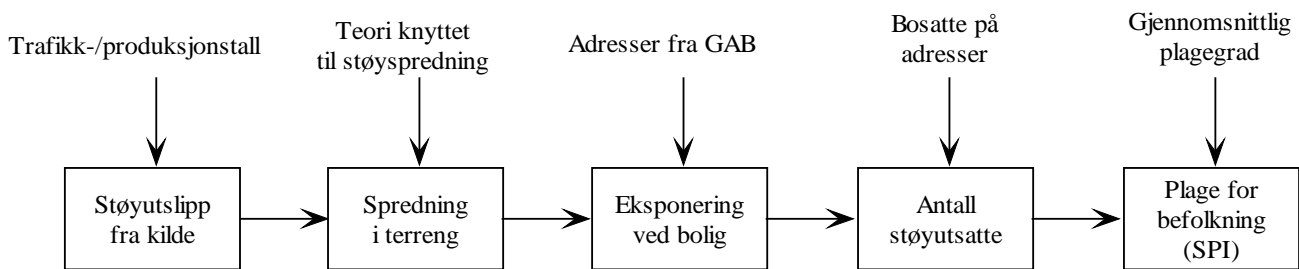 Trafikk-/produksjonstall
Teori knyttet
til støyspredning
Adresser fra GAB
Bosatte på
adresser
Gjennomsnittlig
plagegrad
Støyutslipp
fra kilde
Spredning
i terreng
Eksponering
ved bolig
Antall
støyutsatte
Plage for
befolkning
(SPI)